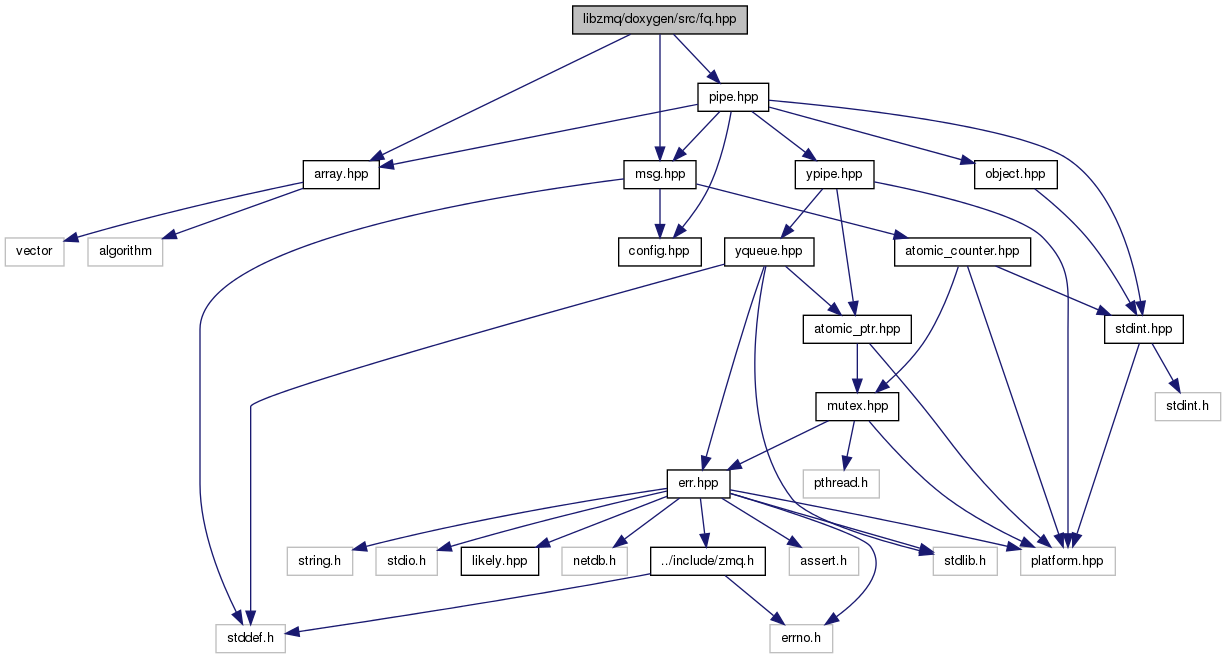 libzmq/doxygen/src/fq.hpp
pipe.hpp
array.hpp
msg.hpp
ypipe.hpp
object.hpp
vector
algorithm
config.hpp
yqueue.hpp
atomic_counter.hpp
atomic_ptr.hpp
stdint.hpp
mutex.hpp
stdint.h
err.hpp
pthread.h
string.h
stdio.h
likely.hpp
netdb.h
../include/zmq.h
assert.h
stdlib.h
platform.hpp
stddef.h
errno.h